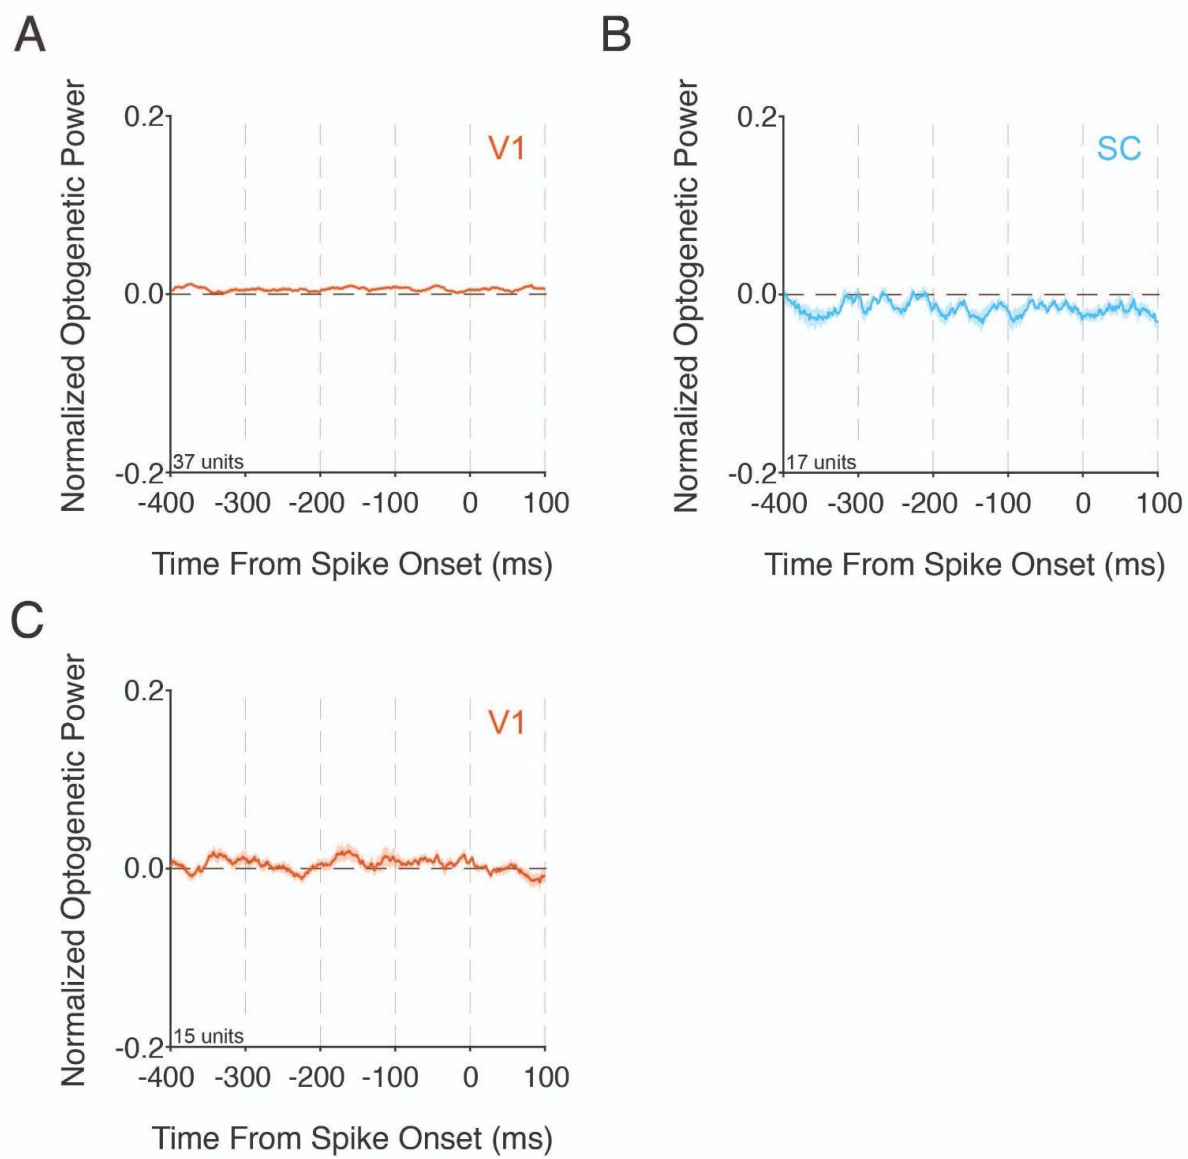 A
Normalized Optogenetic Power
0.2
0.0
-0.2
V1
37 units
-400 -300 -200 -100 0 100
Time From Spike Onset (ms)
B
Normalized Optogenetic Power
0.2
0.0
-0.2
SC
17 units
-400 -300 -200 -100 0 100
Time From Spike Onset (ms)
C
Normalized Optogenetic Power
0.2
0.0
-0.2
V1
15 units
-400 -300 -200 -100 0 100
Time From Spike Onset (ms)